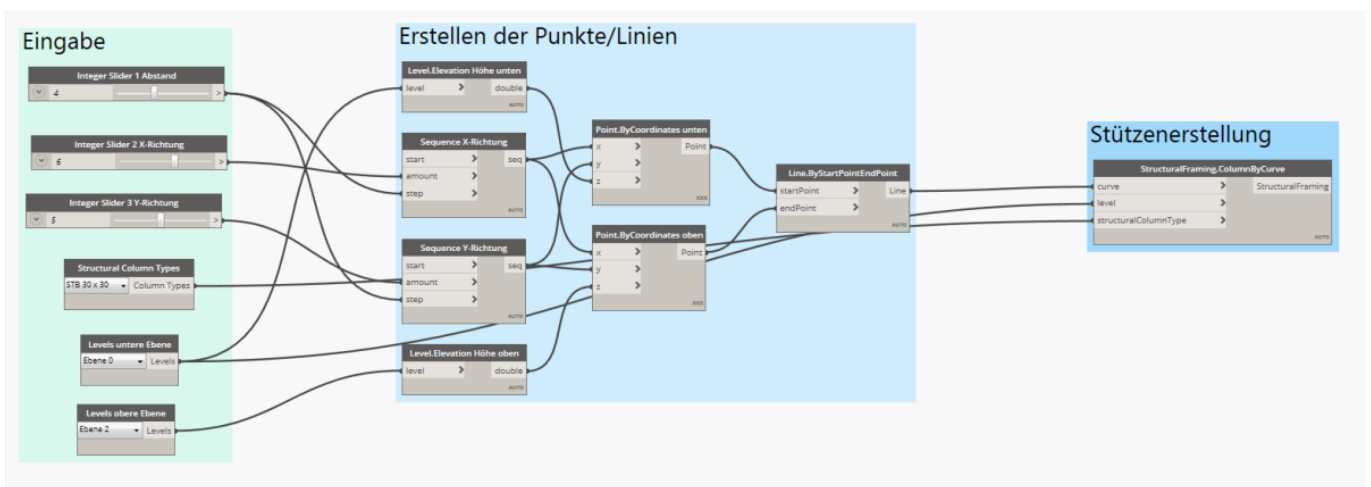 Eingabe
Integer Slider 1 Abstand
4
>
Integer Slider 2 X-Richtung
6
>
Integer Slider 3 Y-Richtung
5
>
Structural Column Types
STB 30 x 30 Column Types
Levels untere Ebene
Ebene 0 Levels
Levels obere Ebene
Ebene 2 Levels
Erstellen der Punkte/Linien
Level.Elevation Höhe unten
level > double
AUTO
Sequence X-Richtung
start > seq
amount >
step >
AUTO
Sequence Y-Richtung
start > seq
amount >
step >
AUTO
Level.Elevation Höhe oben
level > double
AUTO
Point.ByCoordinates unten
x > Point
y >
z >
XXX
Point.ByCoordinates oben
x > Point
y >
z >
XXX
Line.ByStartPointEndPoint
startPoint > Line
endPoint >
AUTO
Stützenerstellung
StructuralFraming.ColumnByCurve
curve > StructuralFraming
level >
structuralColumnType >
AUTO